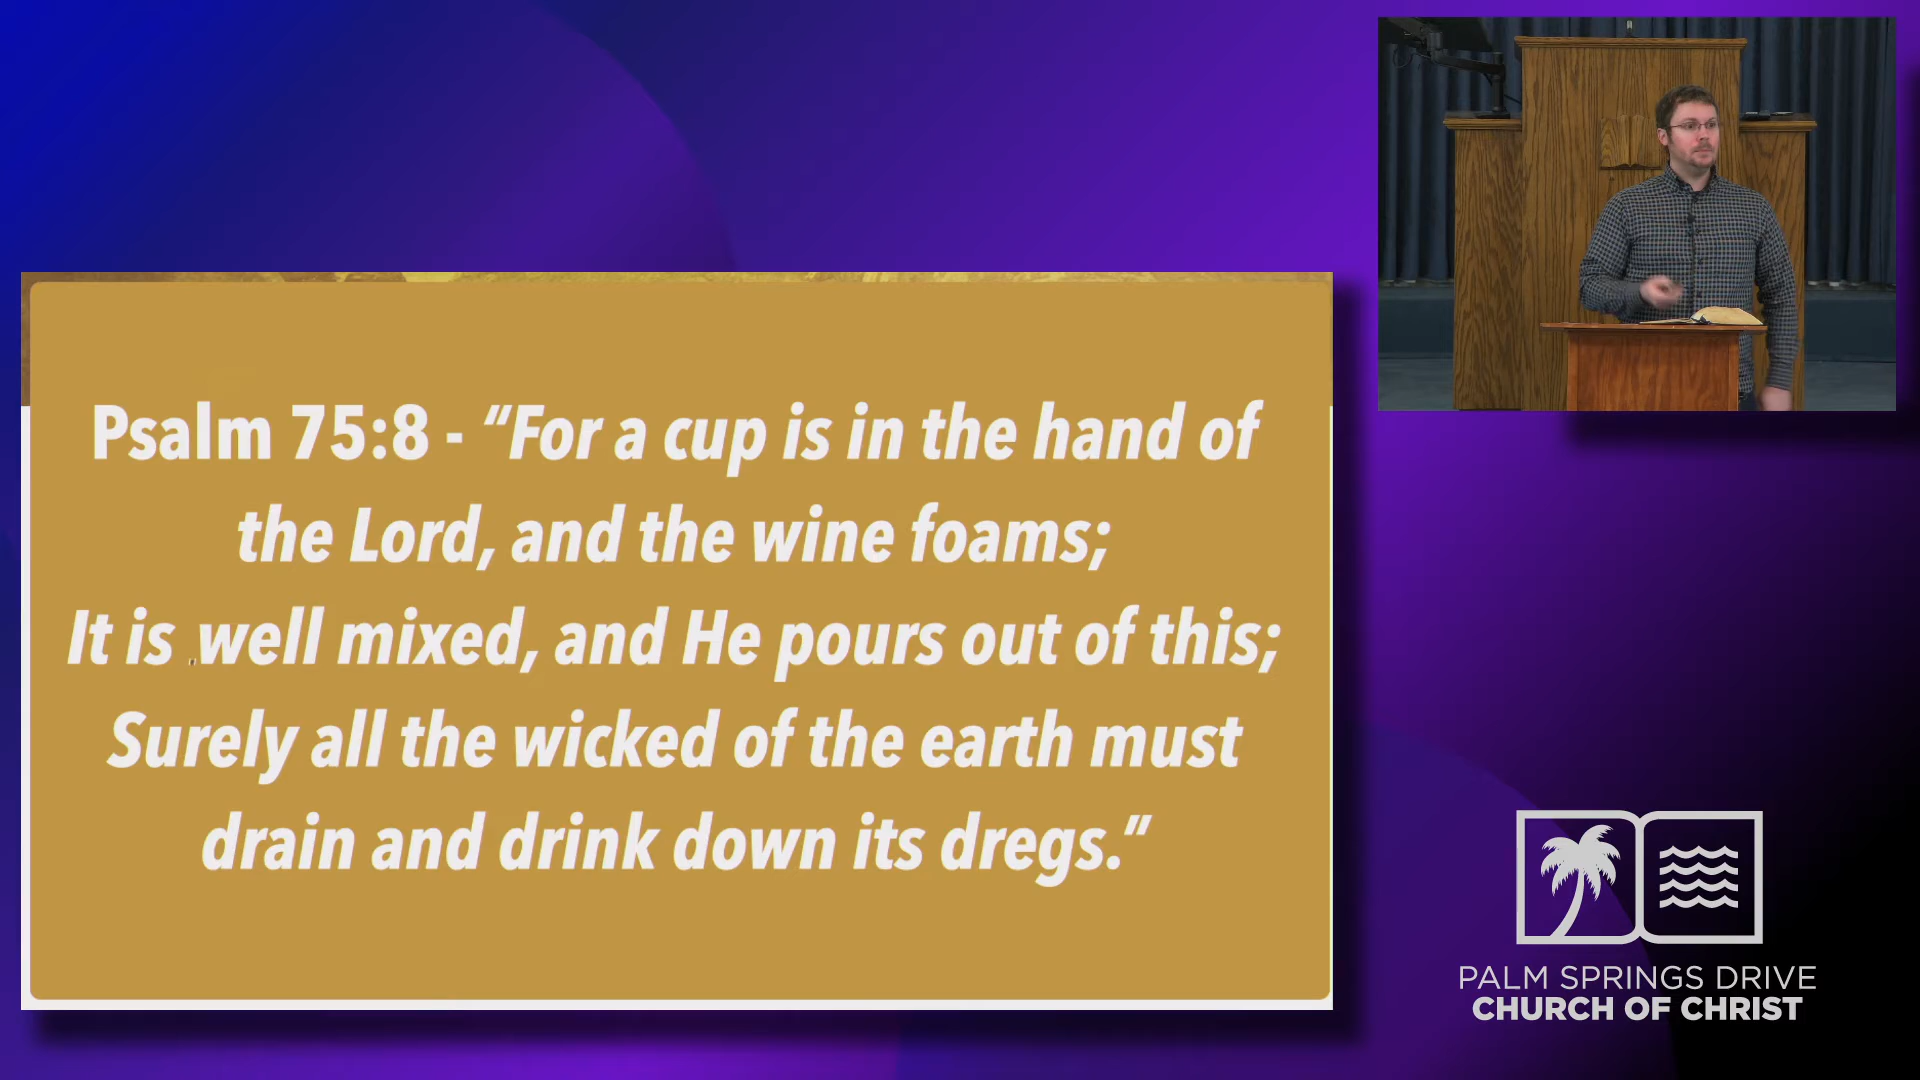 Psalm 75:8 - “For a cup is in the hand of
the Lord, and the wine foams;
It is well mixed, and He pours out of this;
Surely all the wicked of the earth must
drain and drink down its dregs.”
PALM SPRINGS DRIVE
CHURCH OF CHRIST